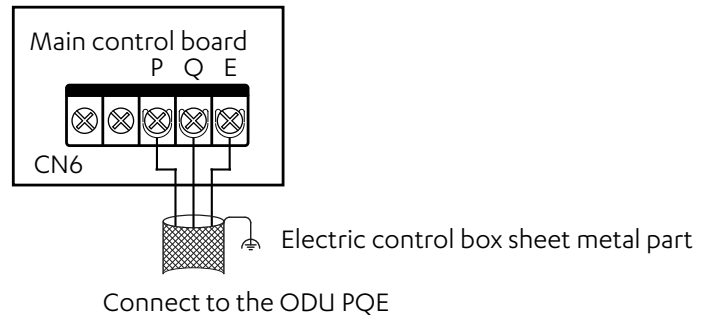 Main control board
P Q E
CN6
Electric control box sheet metal part
Connect to the ODU PQE